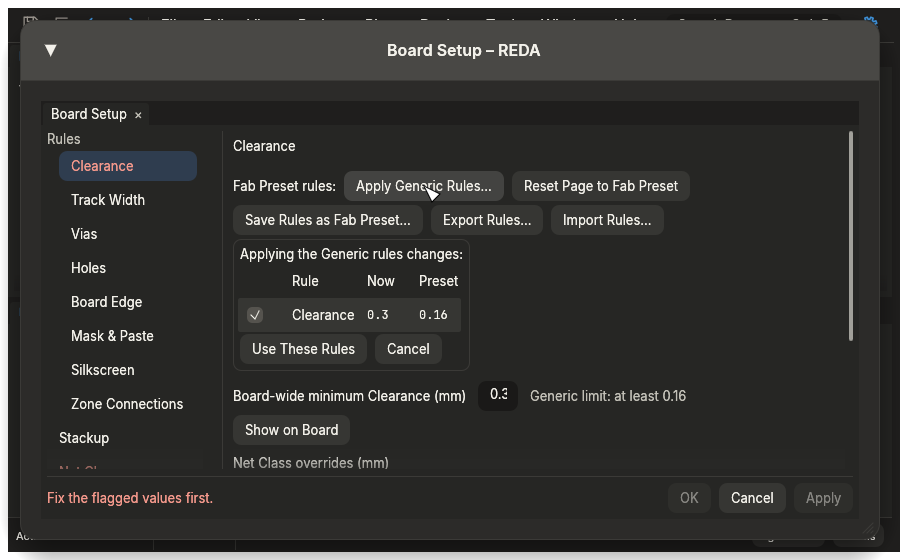 Board Setup – REDA
Board Setup ×
Rules
Clearance
Track Width
Vias
Holes
Board Edge
Mask & Paste
Silkscreen
Zone Connections
Stackup
Clearance
Fab Preset rules: Apply Generic Rules... Reset Page to Fab Preset
Save Rules as Fab Preset... Export Rules... Import Rules...
Applying the Generic rules changes:
Rule Now Preset
Clearance 0.3 0.16
Use These Rules Cancel
Board-wide minimum Clearance (mm) 0.3 Generic limit: at least 0.16
Show on Board
Net Class overrides (mm)
Fix the flagged values first.
OK Cancel Apply